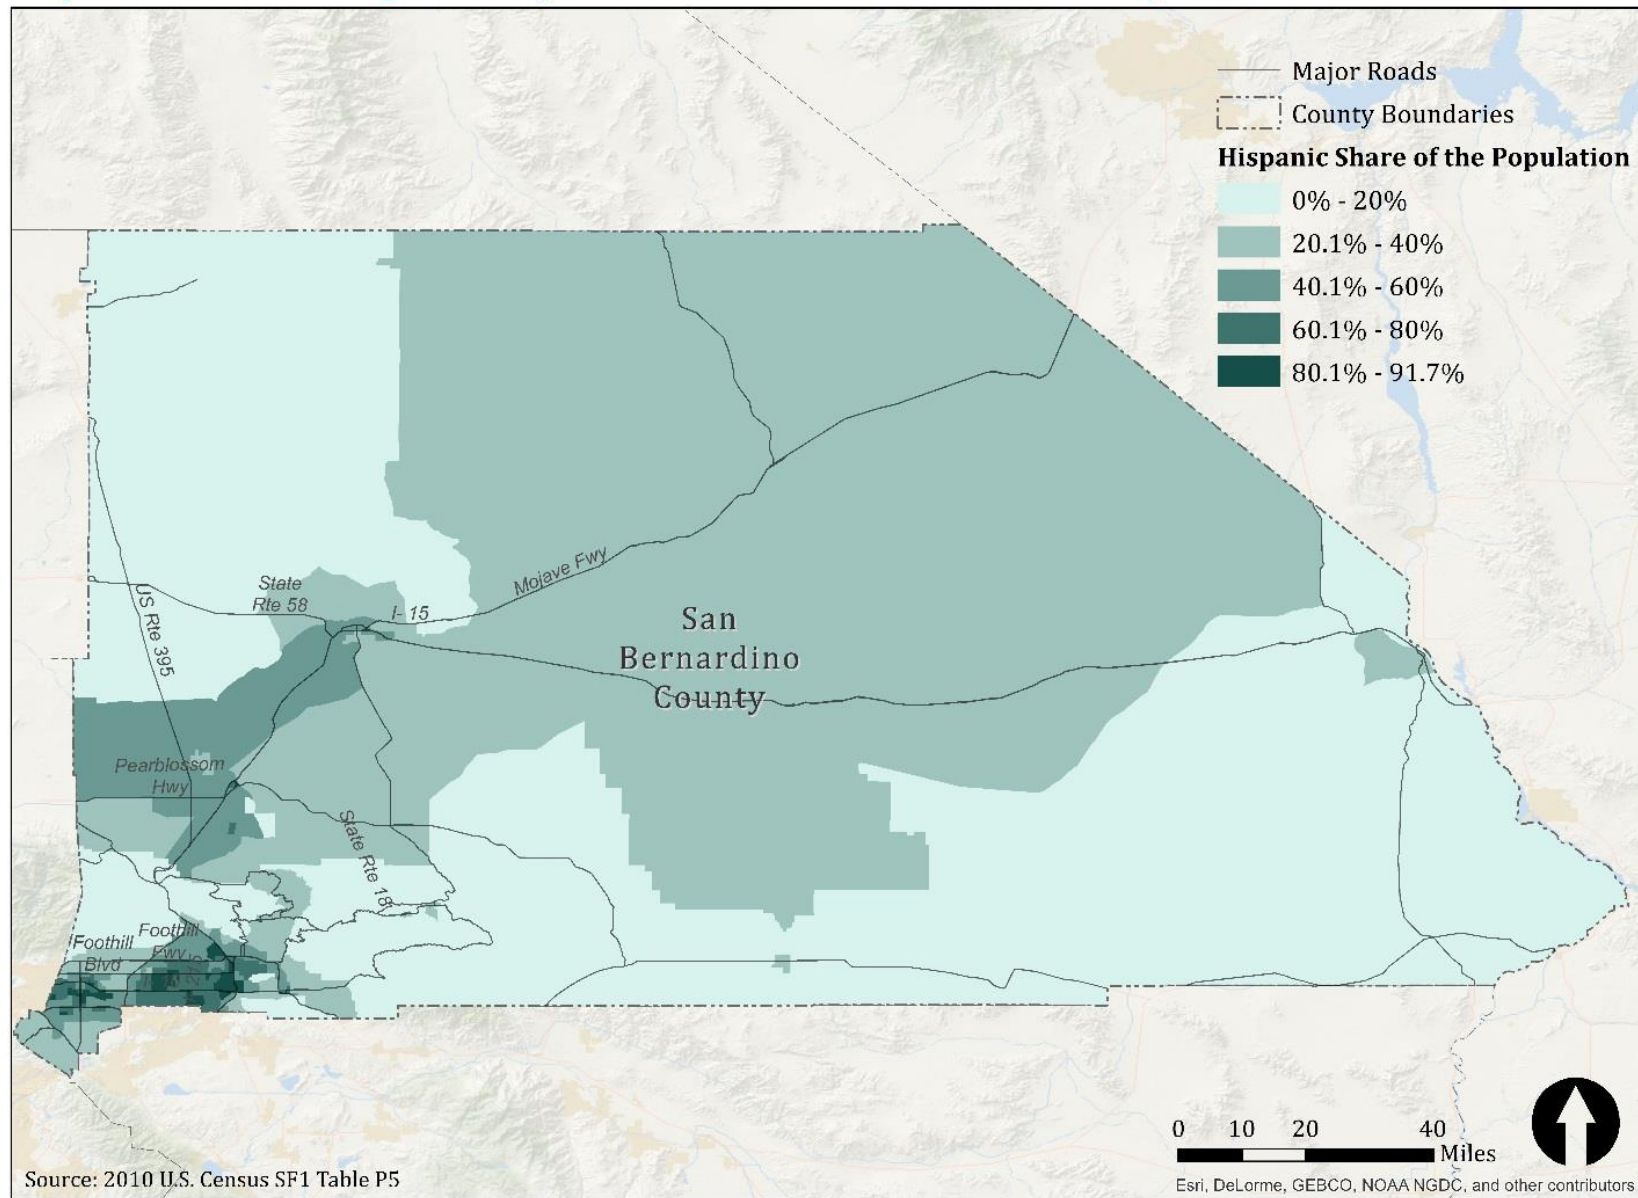 Major Roads
County Boundaries
Hispanic Share of the Population
0% - 20%
20.1% - 40%
40.1% - 60%
60.1% - 80%
80.1% - 91.7%
State
Rte 58
I- 15
Mojave Fwy
US Rte 395
San
Bernardino
County
Pearblossom
Hwy
State Rte 18
Foothill
Blvd
Foothill
Fwy
0 10 20 40
Miles
Source: 2010 U.S. Census SF1 Table P5
Esri, DeLorme, GEBCO, NOAA NGDC, and other contributors